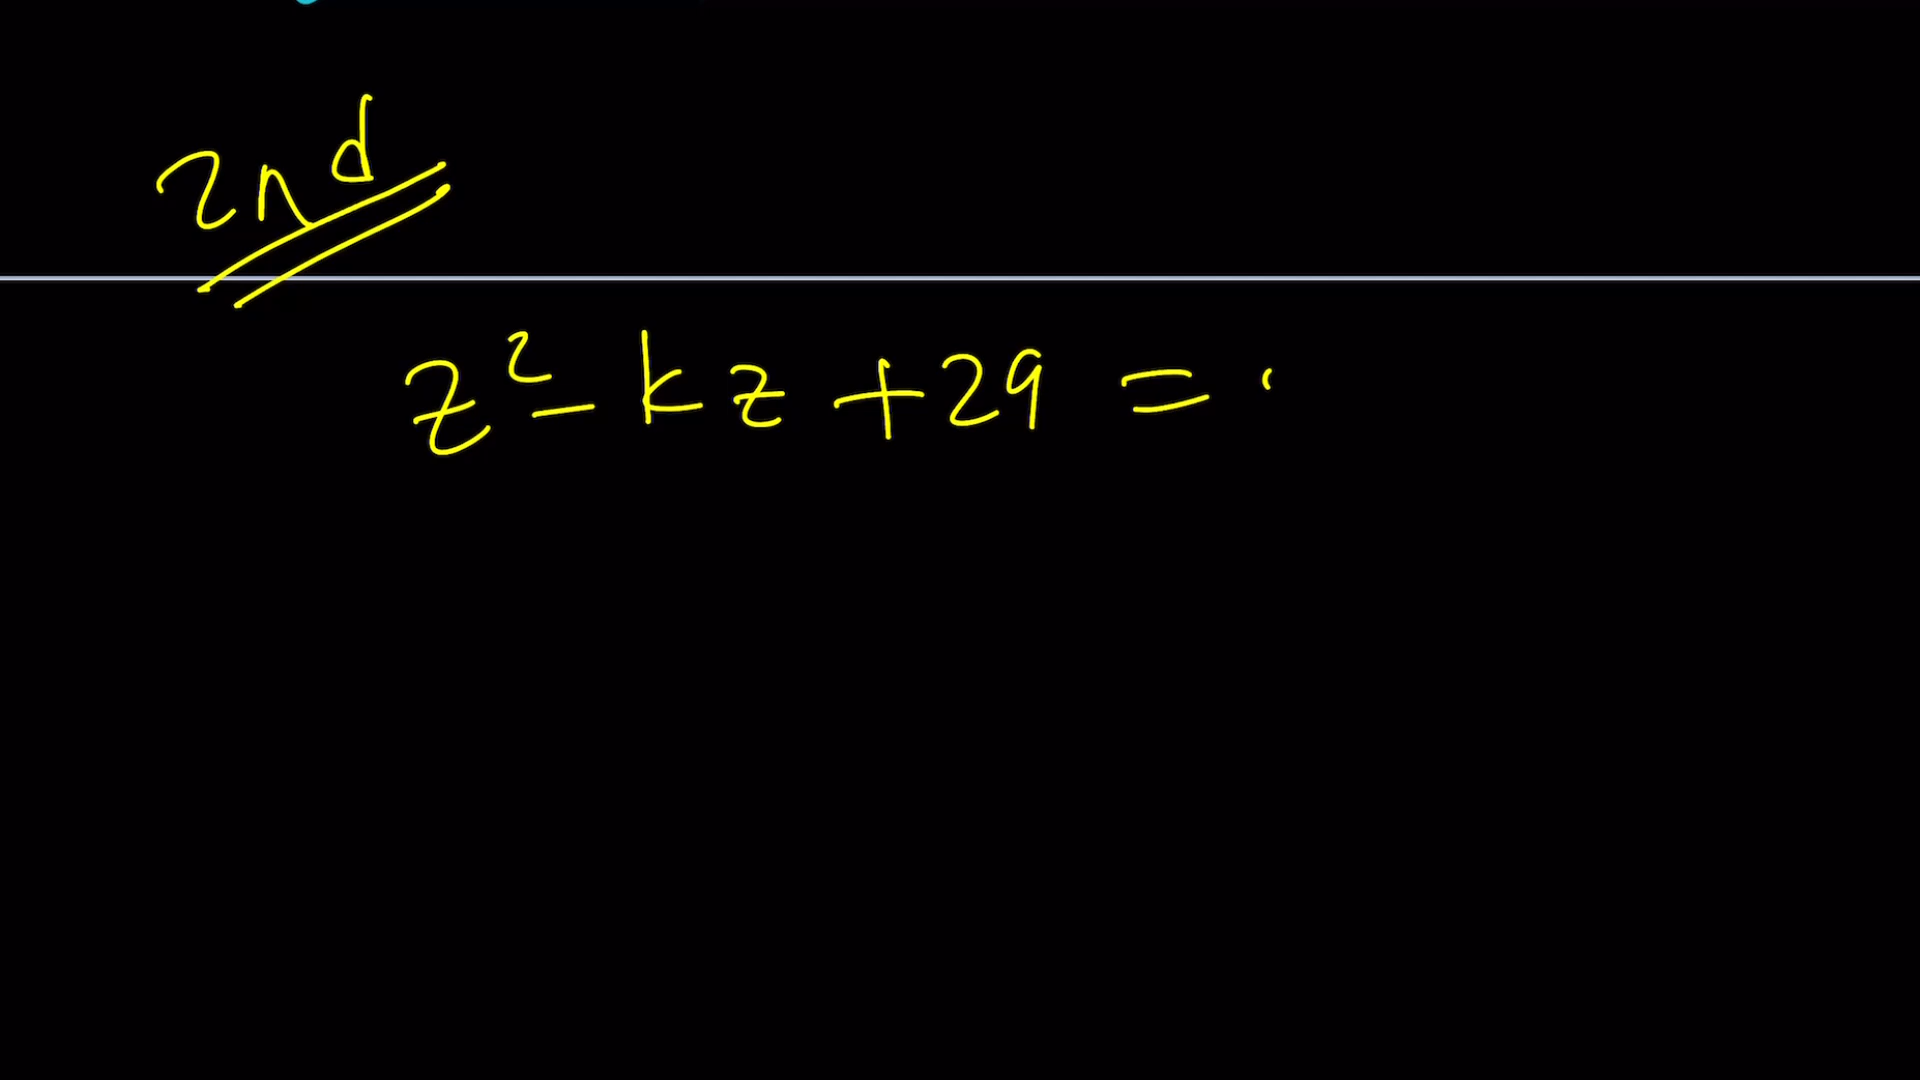 2nd
z² - kz + 29 =